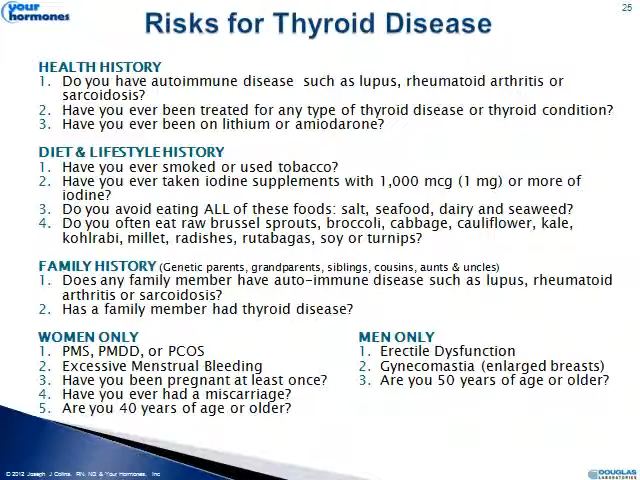 your
hormones
25
Risks for Thyroid Disease
HEALTH HISTORY
1. Do you have autoimmune disease such as lupus, rheumatoid arthritis or
sarcoidosis?
2. Have you ever been treated for any type of thyroid disease or thyroid condition?
3. Have you ever been on lithium or amiodarone?
DIET & LIFESTYLE HISTORY
1. Have you ever smoked or used tobacco?
2. Have you ever taken iodine supplements with 1,000 mcg (1 mg) or more of
iodine?
3. Do you avoid eating ALL of these foods: salt, seafood, dairy and seaweed?
4. Do you often eat raw brussel sprouts, broccoli, cabbage, cauliflower, kale,
kohlrabi, millet, radishes, rutabagas, soy or turnips?
FAMILY HISTORY (Genetic parents, grandparents, siblings, cousins, aunts & uncles)
1. Does any family member have auto-immune disease such as lupus, rheumatoid
arthritis or sarcoidosis?
2. Has a family member had thyroid disease?
WOMEN ONLY
1. PMS, PMDD, or PCOS
2. Excessive Menstrual Bleeding
3. Have you been pregnant at least once?
4. Have you ever had a miscarriage?
5. Are you 40 years of age or older?
MEN ONLY
1. Erectile Dysfunction
2. Gynecomastia (enlarged breasts)
3. Are you 50 years of age or older?
© 2012 Joseph J Collins, RN, ND & Your Hormones, Inc
DOUGLAS
LABORATORIES